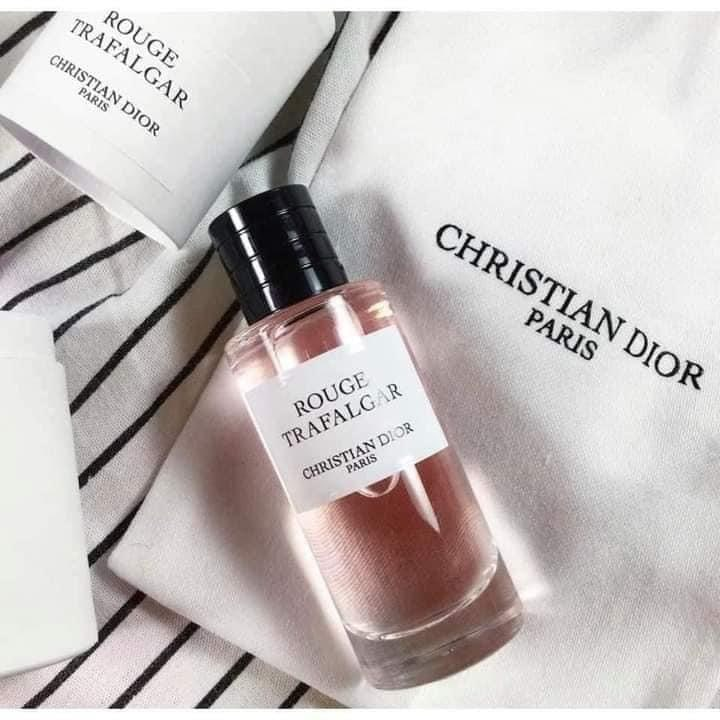 ROUGE
TRAFALGAR
CHRISTIAN DIOR
PARIS
CHRISTIAN DIOR
PARIS
ROUGE
TRAFALGAR
CHRISTIAN DIOR
PARIS